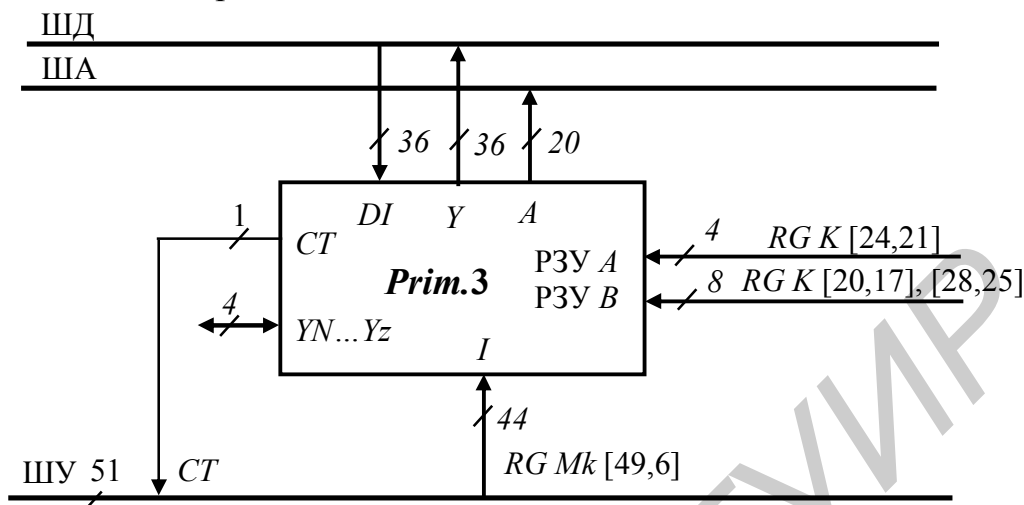 ШД
ША
36 36 20
1 DI Y A
CT
4 RG K [24,21]
РЗУ A
Prim.3
РЗУ B
8 RG K [20,17], [28,25]
4
YN...Yz
I
44
RG Mk [49,6]
ШУ 51 CT
ГУИР